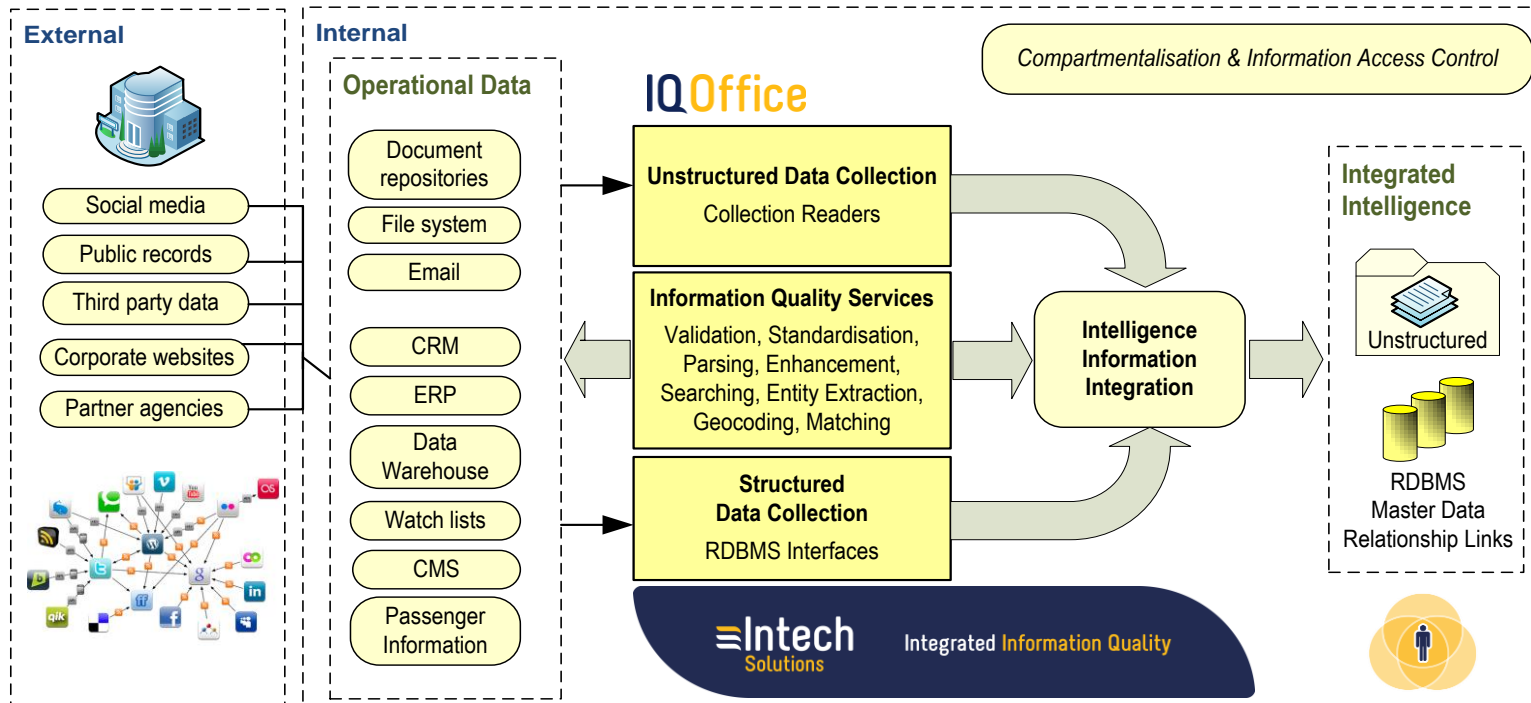 External
Social media
Public records
Third party data
Corporate websites
Partner agencies
qik
in
Internal
Operational Data
Document
repositories
File system
Email
CRM
ERP
Data
Warehouse
Watch lists
CMS
Passenger
Information
IQOffice
Unstructured Data Collection
Collection Readers
Information Quality Services
Validation, Standardisation,
Parsing, Enhancement,
Searching, Entity Extraction,
Geocoding, Matching
Structured
Data Collection
RDBMS Interfaces
Intech
Solutions
Integrated Information Quality
Compartmentalisation & Information Access Control
Intelligence
Information
Integration
Integrated
Intelligence
Unstructured
RDBMS
Master Data
Relationship Links